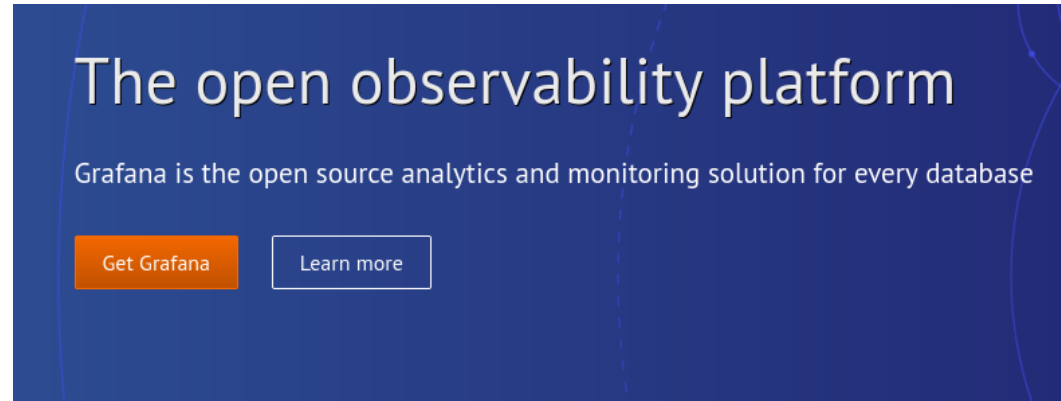 The open observability platform
Grafana is the open source analytics and monitoring solution for every database
Get Grafana
Learn more